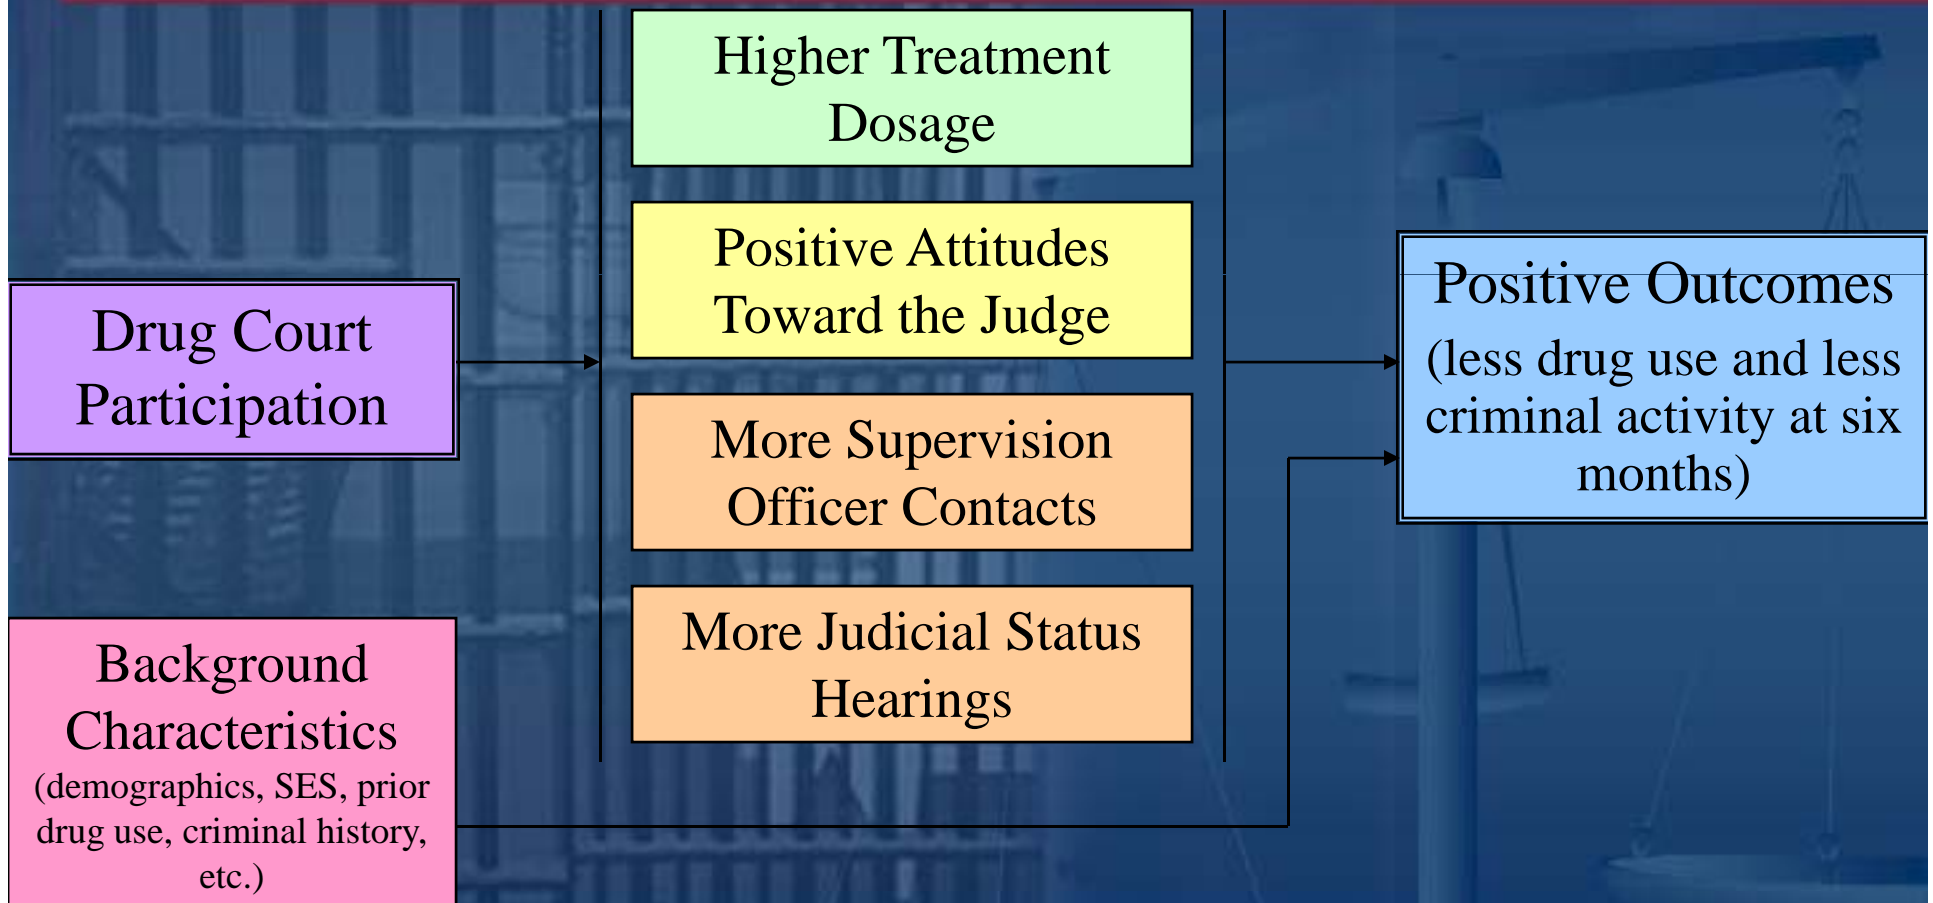 Higher Treatment
Dosage
Positive Attitudes
Toward the Judge
Drug Court
Participation
More Supervision
Officer Contacts
More Judicial Status
Hearings
Positive Outcomes
(less drug use and less
criminal activity at six
months)
Background
Characteristics
(demographics, SES, prior
drug use, criminal history,
etc.)